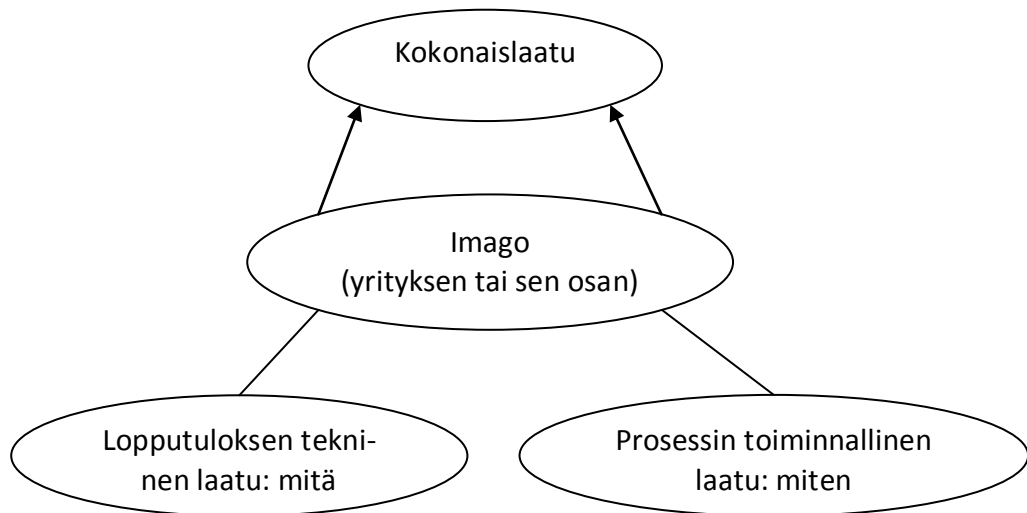 Kokonaislaatu
Imago
(yrityksen tai sen osan)
Lopputuloksen tekni-
nen laatu: mitä
Prosessin toiminnallinen
laatu: miten